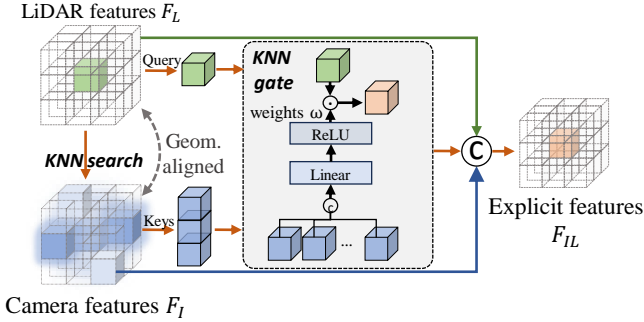 LiDAR features F_L
Query
KNN
gate
weights ω
ReLU
Linear
c
...
KNN search
Geom.
aligned
Keys
C
Explicit features
F_IL
Camera features F_I